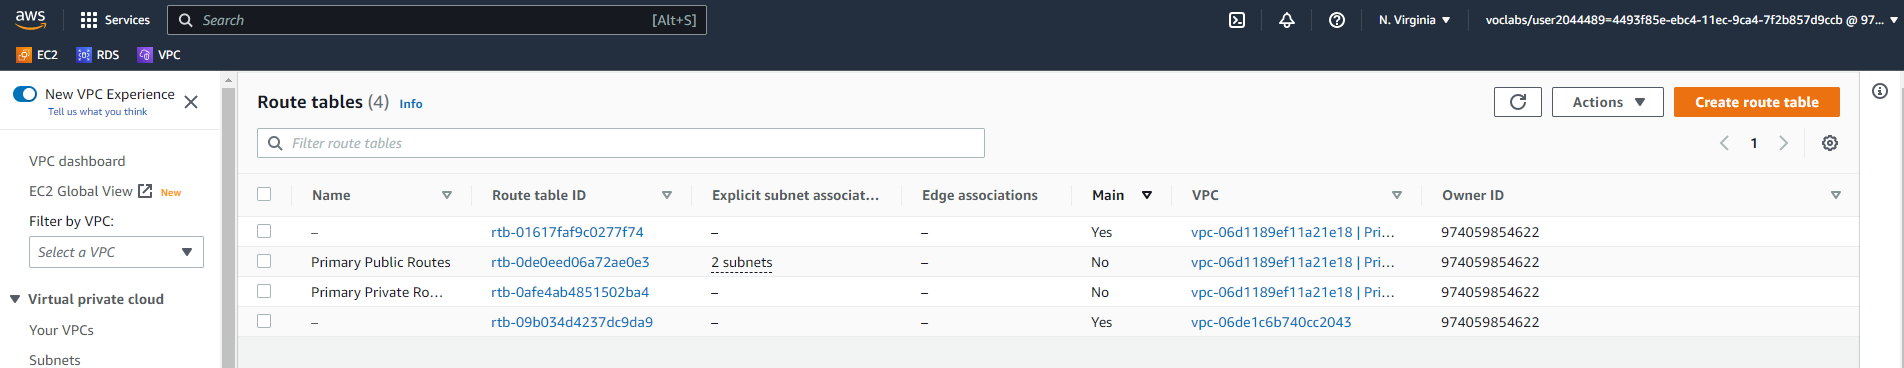 aws Services Search [Alt+S] N. Virginia voclabs/user2044489=4493f85e-ebc4-11ec-9ca4-7f2b857d9ccb @ 97...
EC2 RDS VPC
New VPC Experience
Tell us what you think
VPC dashboard
EC2 Global View New
Filter by VPC:
Select a VPC
Virtual private cloud
Your VPCs
Subnets
Route tables (4) Info Actions Create route table
Filter route tables 1
Name Route table ID Explicit subnet associat... Edge associations Main VPC Owner ID
– rtb-01617faf9c0277f74 – – Yes vpc-06d1189ef11a21e18 | Pri... 974059854622
Primary Public Routes rtb-0de0eed06a72ae0e3 2 subnets – No vpc-06d1189ef11a21e18 | Pri... 974059854622
Primary Private Ro... rtb-0afe4ab4851502ba4 – – No vpc-06d1189ef11a21e18 | Pri... 974059854622
– rtb-09b034d4237dc9da9 – – Yes vpc-06de1c6b740cc2043 974059854622